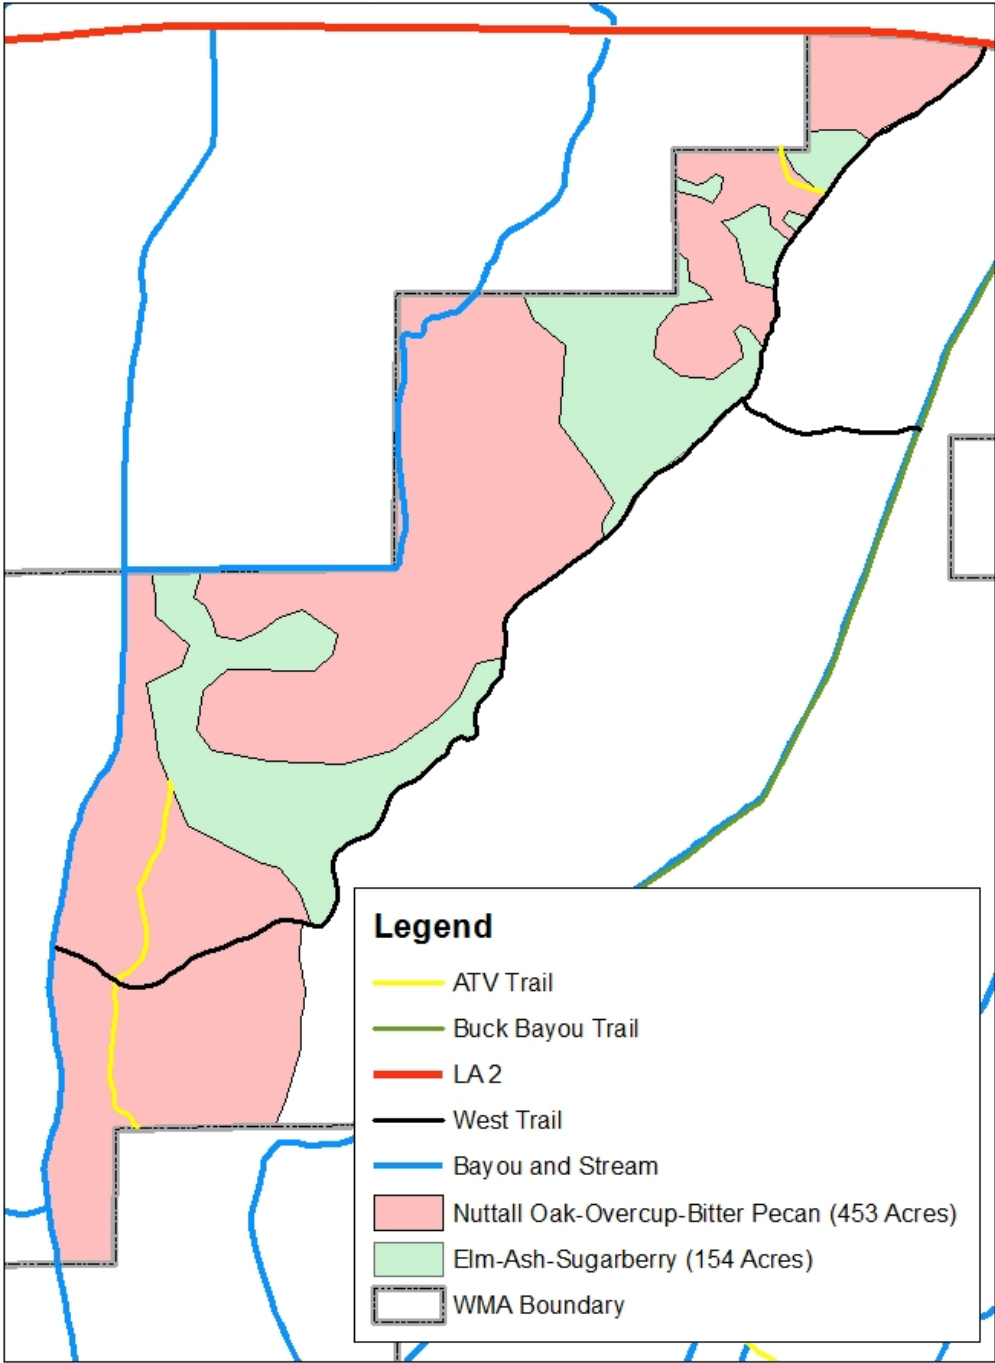 Legend
ATV Trail
Buck Bayou Trail
LA 2
West Trail
Bayou and Stream
Nuttall Oak-Overcup-Bitter Pecan (453 Acres)
Elm-Ash-Sugarberry (154 Acres)
WMA Boundary